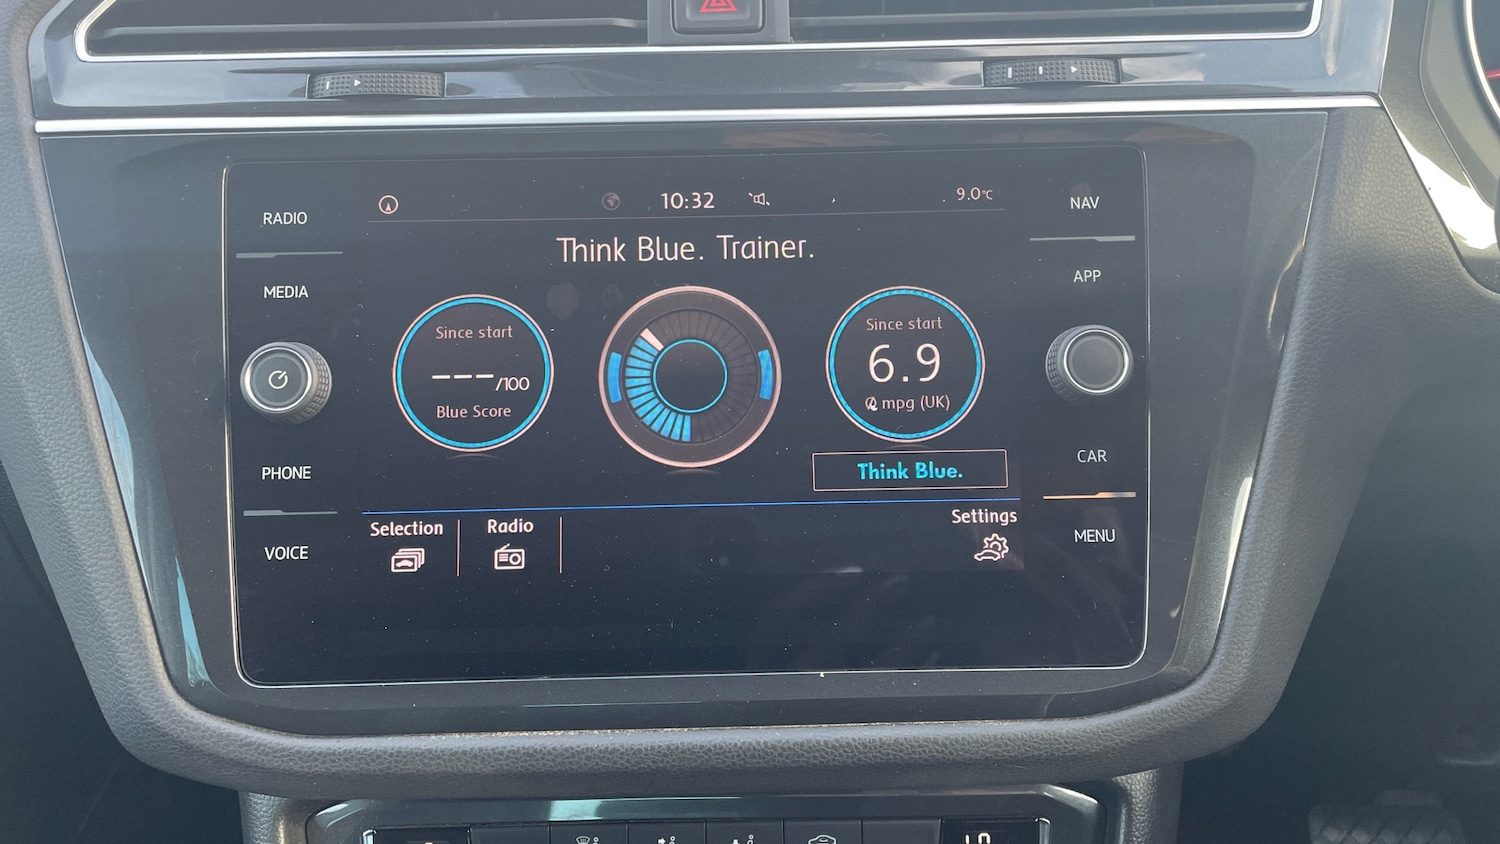 RADIO
MEDIA
PHONE
VOICE
10:32
9.0°C
Think Blue. Trainer.
Since start
---/100
Blue Score
Since start
6.9
mpg (UK)
Think Blue.
Selection
Radio
Settings
NAV
APP
CAR
MENU